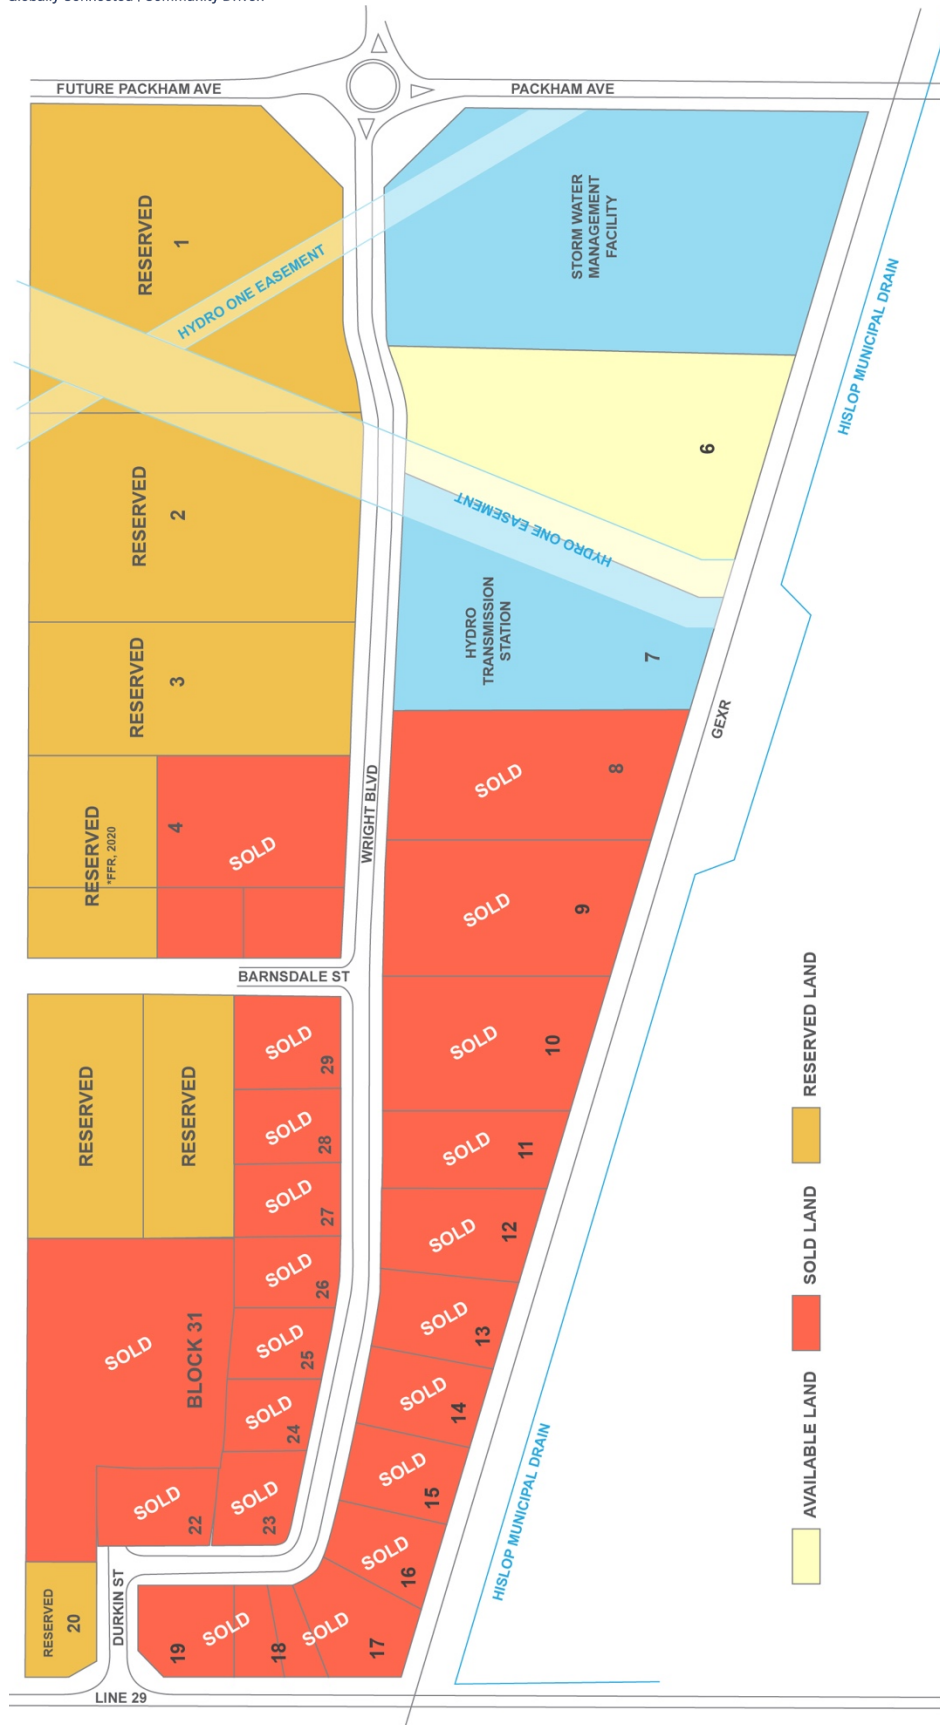 Globally Connected | Community Driven
FUTURE PACKHAM AVE
PACKHAM AVE
RESERVED
1
HYDRO ONE EASEMENT
STORM WATER
MANAGEMENT
FACILITY
HISLOP MUNICIPAL DRAIN
RESERVED
2
6
HYDRO ONE EASEMENT
RESERVED
3
HYDRO
TRANSMISSION
STATION
7
GEXR
RESERVED
*FFR, 2020
4
SOLD
WRIGHT BLVD
SOLD
8
SOLD
9
BARNSDALE ST
RESERVED
RESERVED
SOLD
29
SOLD
28
SOLD
27
SOLD
26
SOLD
25
SOLD
24
SOLD
23
SOLD
22
SOLD
BLOCK 31
SOLD
10
SOLD
11
SOLD
12
SOLD
13
SOLD
14
SOLD
15
SOLD
16
SOLD
17
18
SOLD
19
RESERVED
20
DURKIN ST
LINE 29
HISLOP MUNICIPAL DRAIN
AVAILABLE LAND
SOLD LAND
RESERVED LAND